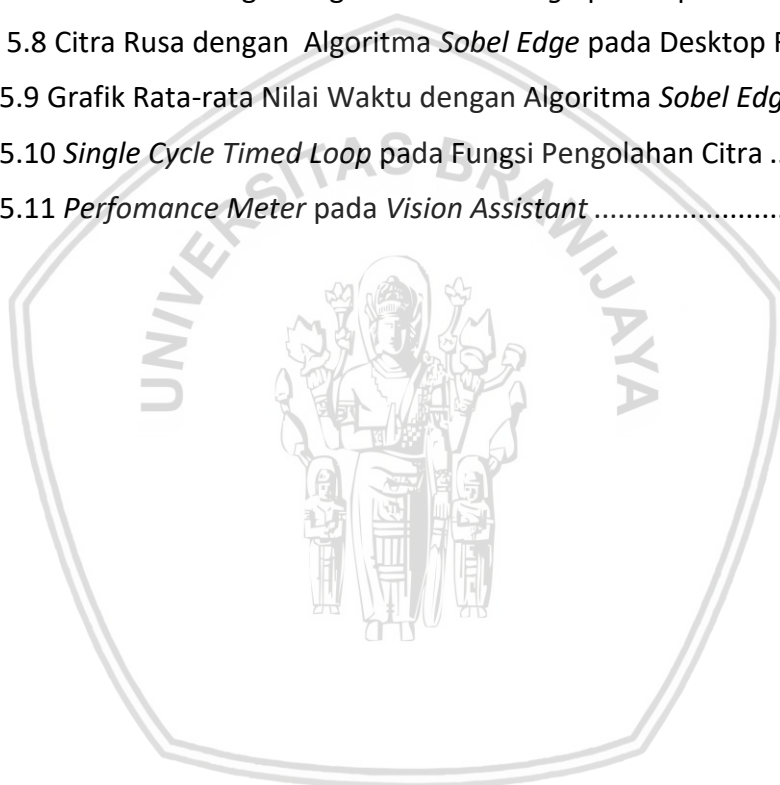 5.8 Citra Rusa dengan Algoritma Sobel Edge pada Desktop
5.9 Grafik Rata-rata Nilai Waktu dengan Algoritma Sobel
5.10 Single Cycle Timed Loop pada Fungsi Pengolahan Citra ..
5.11 Perfomance Meter pada Vision Assistant ........................
UNIVERSITAS BRAWIJAYA